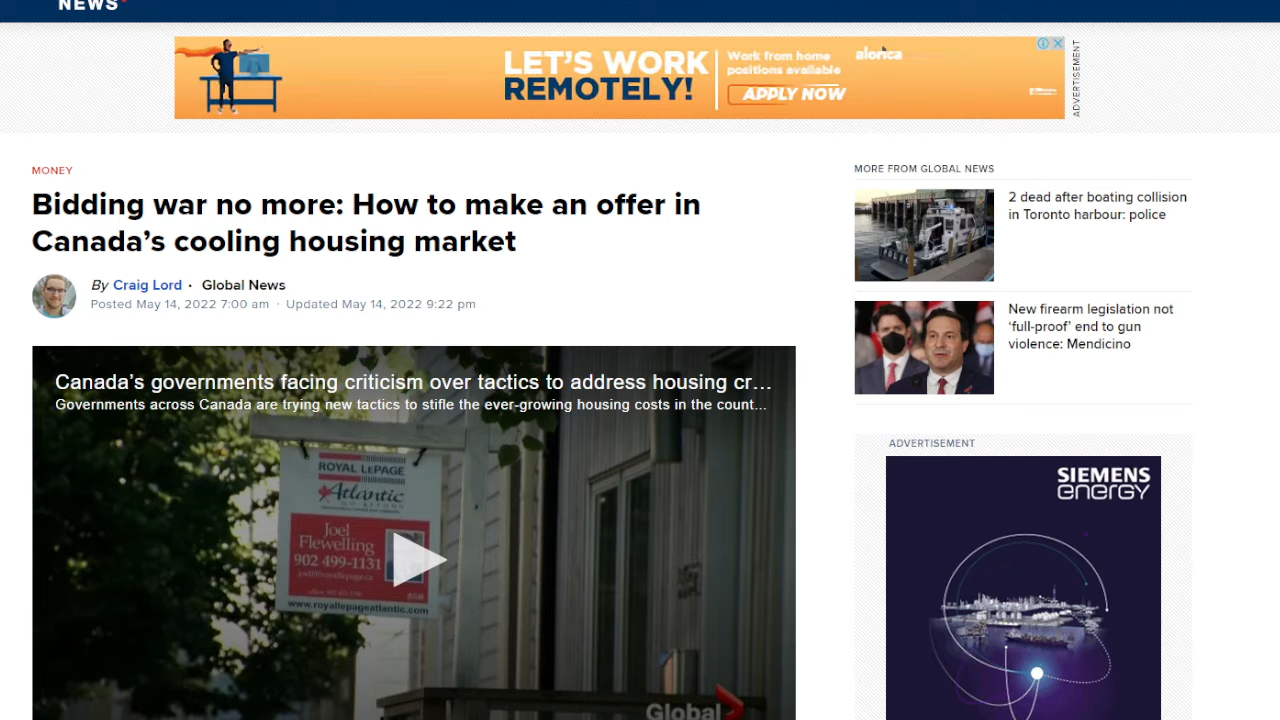 NEWS
LET'S WORK
REMOTELY!
Work from home
positions available
APPLY NOW
alorica
ADVERTISEMENT
MONEY
Bidding war no more: How to make an offer in
Canada's cooling housing market
By Craig Lord · Global News
Posted May 14, 2022 7:00 am · Updated May 14, 2022 9:22 pm
Canada's governments facing criticism over tactics to address housing cr...
Governments across Canada are trying new tactics to stifle the ever-growing housing costs in the count...
ROYAL LEPAGE
Atlantic
Joel
Flewelling
902 499-1131
www.royallepageatlantic.com
Global
MORE FROM GLOBAL NEWS
2 dead after boating collision
in Toronto harbour: police
New firearm legislation not
'full-proof' end to gun
violence: Mendicino
ADVERTISEMENT
SIEMENS
energy